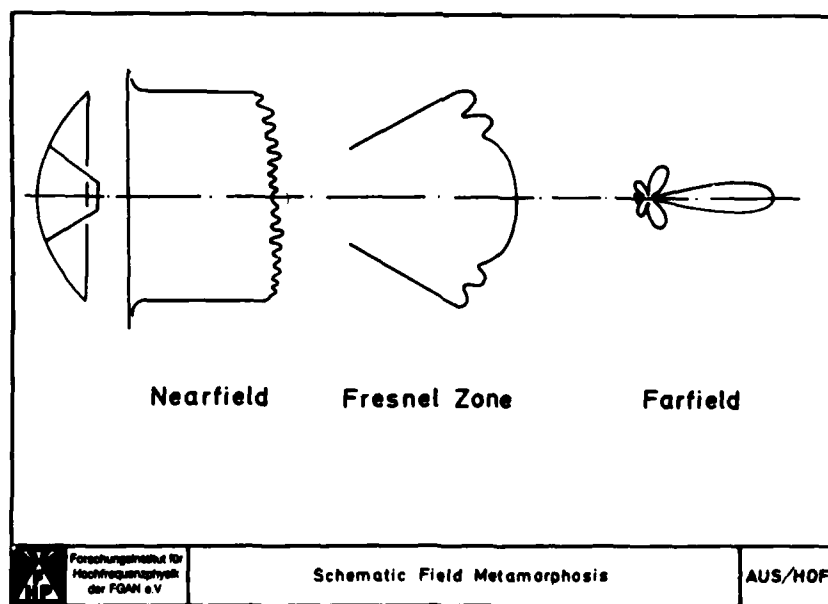 Nearfield
Fresnel Zone
Farfield
Forschungsinstitut für
Hochfrequenzphysik
der FGAN e.V
Schematic Field Metamorphosis
AUS/HOF